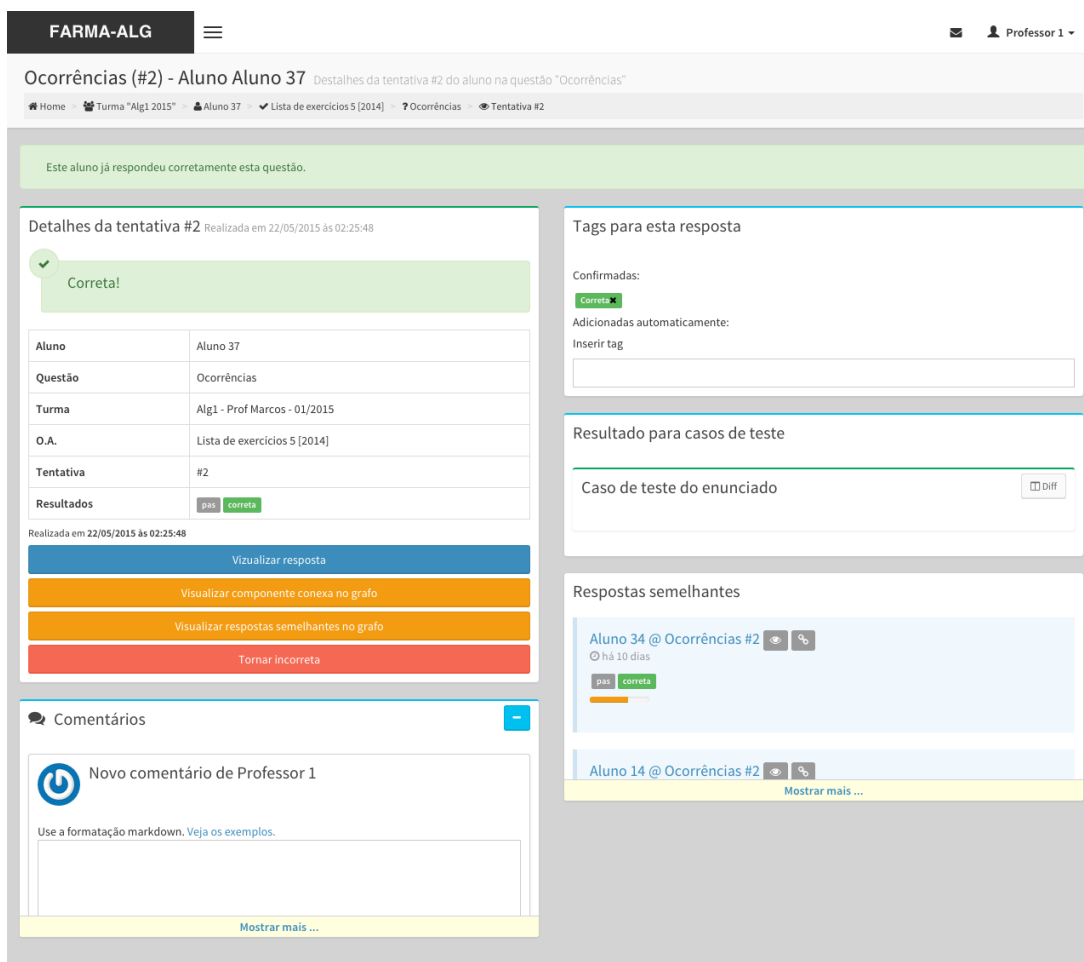 FARMA-ALG
Professor 1
Ocorrências (#2) - Aluno Aluno 37 Destalhes da tentativa #2 do aluno na questão "Ocorrências"
Home > Turma "Alg1 2015" > Aluno 37 > Lista de exercícios 5 [2014] > ? Ocorrências > Tentativa #2
Este aluno já respondeu corretamente esta questão.
Detalhes da tentativa #2 Realizada em 22/05/2015 às 02:25:48
Correta!
Aluno Aluno 37
Questão Ocorrências
Turma Alg1 - Prof Marcos - 01/2015
O.A. Lista de exercícios 5 [2014]
Tentativa #2
Resultados pas correta
Realizada em 22/05/2015 às 02:25:48
Vizualizar resposta
Visualizar componente conexa no grafo
Visualizar respostas semelhantes no grafo
Tornar incorreta
Comentários
Novo comentário de Professor 1
Use a formatação markdown. Veja os exemplos.
Mostrar mais ...
Tags para esta resposta
Confirmadas:
Correta
Adicionadas automaticamente:
Inserir tag
Resultado para casos de teste
Caso de teste do enunciado
Diff
Respostas semelhantes
Aluno 34 @ Ocorrências #2
há 10 dias
pas correta
Aluno 14 @ Ocorrências #2
Mostrar mais ...